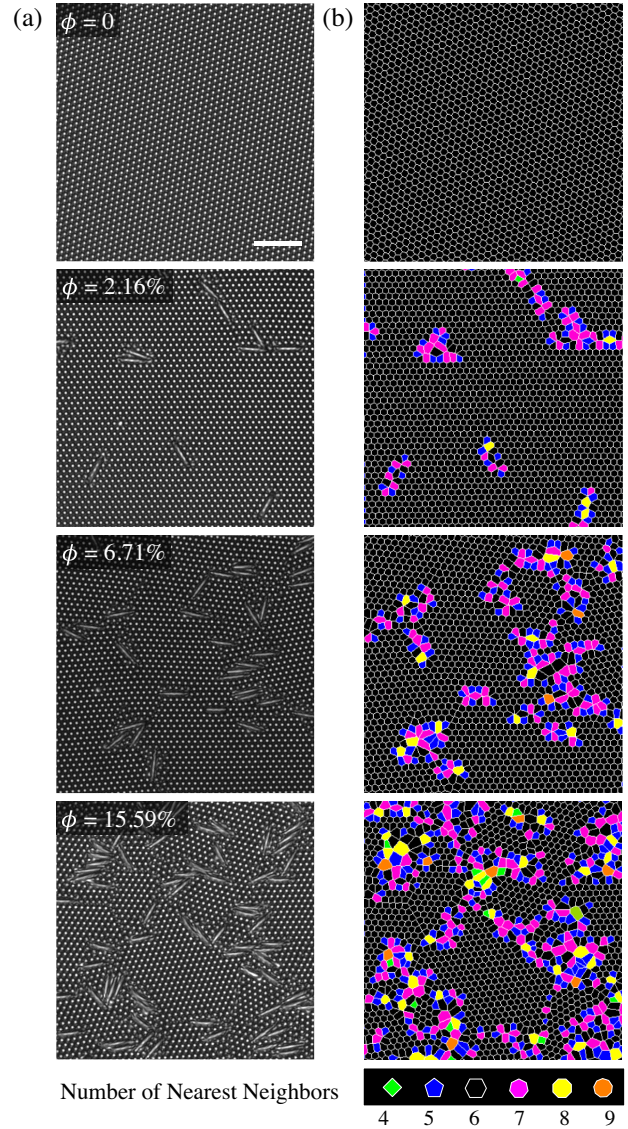 (a) (b)
ϕ = 0
ϕ = 2.16%
ϕ = 6.71%
ϕ = 15.59%
Number of Nearest Neighbors
4 5 6 7 8 9